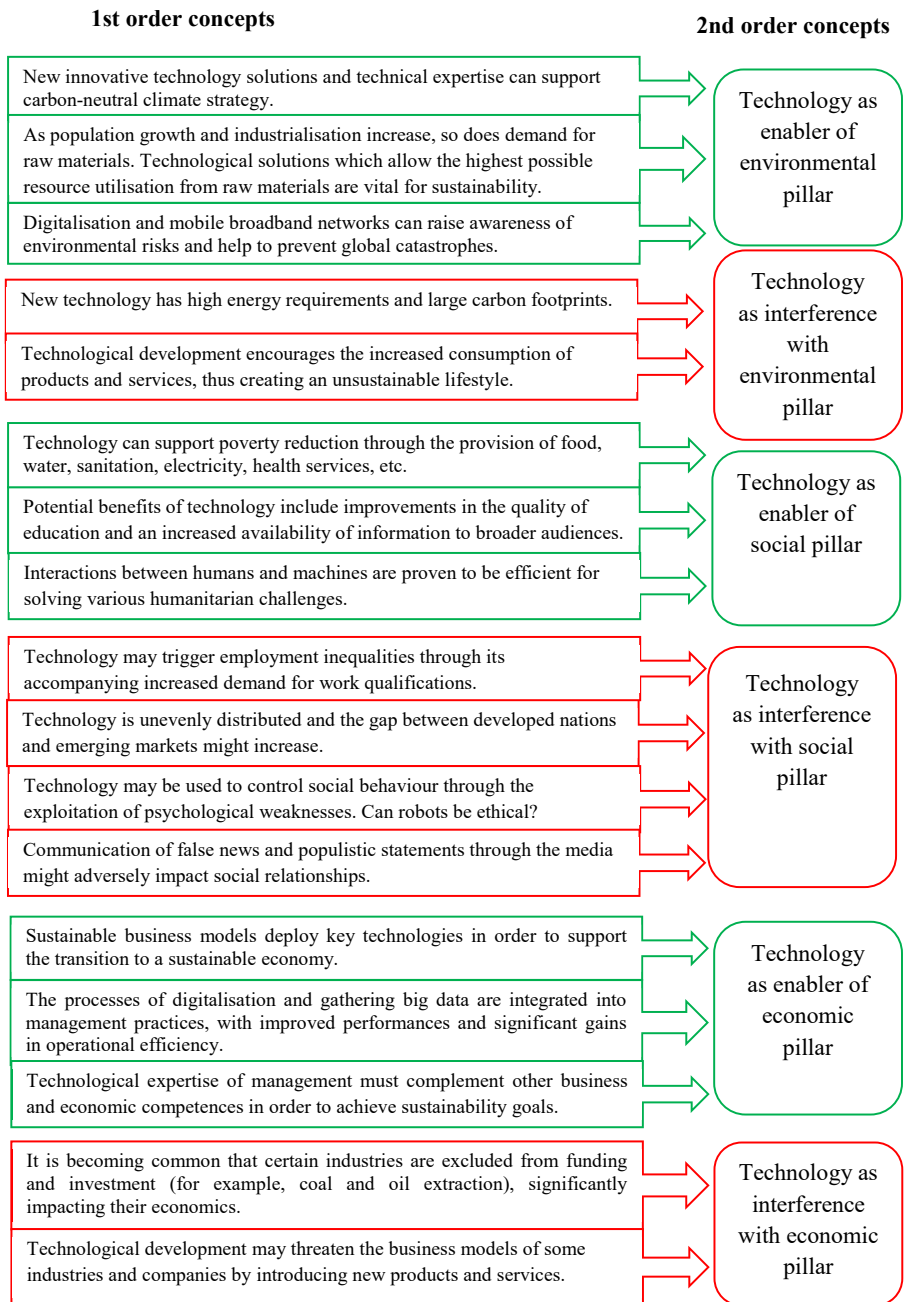 1st order concepts
2nd order concepts
New innovative technology solutions and technical expertise can support
carbon-neutral climate strategy.
As population growth and industrialisation increase, so does demand for
raw materials. Technological solutions which allow the highest possible
resource utilisation from raw materials are vital for sustainability.
Digitalisation and mobile broadband networks can raise awareness of
environmental risks and help to prevent global catastrophes.
Technology as
enabler of
environmental
pillar
New technology has high energy requirements and large carbon footprints.
Technological development encourages the increased consumption of
products and services, thus creating an unsustainable lifestyle.
Technology
as interference
with
environmental
pillar
Technology can support poverty reduction through the provision of food,
water, sanitation, electricity, health services, etc.
Potential benefits of technology include improvements in the quality of
education and an increased availability of information to broader audiences.
Interactions between humans and machines are proven to be efficient for
solving various humanitarian challenges.
Technology as
enabler of
social pillar
Technology may trigger employment inequalities through its
accompanying increased demand for work qualifications.
Technology is unevenly distributed and the gap between developed nations
and emerging markets might increase.
Technology may be used to control social behaviour through the
exploitation of psychological weaknesses. Can robots be ethical?
Communication of false news and populistic statements through the media
might adversely impact social relationships.
Technology
as interference
with social
pillar
Sustainable business models deploy key technologies in order to support
the transition to a sustainable economy.
The processes of digitalisation and gathering big data are integrated into
management practices, with improved performances and significant gains
in operational efficiency.
Technological expertise of management must complement other business
and economic competences in order to achieve sustainability goals.
Technology
as enabler of
economic
pillar
It is becoming common that certain industries are excluded from funding
and investment (for example, coal and oil extraction), significantly
impacting their economics.
Technological development may threaten the business models of some
industries and companies by introducing new products and services.
Technology as
interference
with economic
pillar